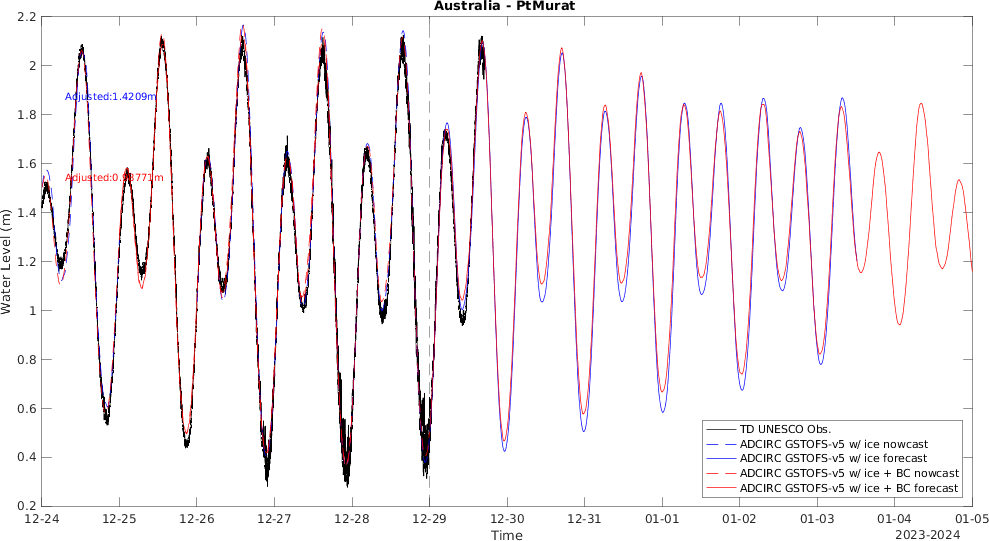 Australia - PtMurat
Water Level (m)
2.2
2
1.8
1.6
1.4
1.2
1
0.8
0.6
0.4
0.2
Adjusted:1.4209m
TD UNESCO Obs.
ADCIRC GSTOFS-v5 w/ ice nowcast
ADCIRC GSTOFS-v5 w/ ice forecast
ADCIRC GSTOFS-v5 w/ ice + BC nowcast
ADCIRC GSTOFS-v5 w/ ice + BC forecast
12-24 12-25 12-26 12-27 12-28 12-29 12-30 12-31 01-01 01-02 01-03 01-04 01-05
Time
2023-2024